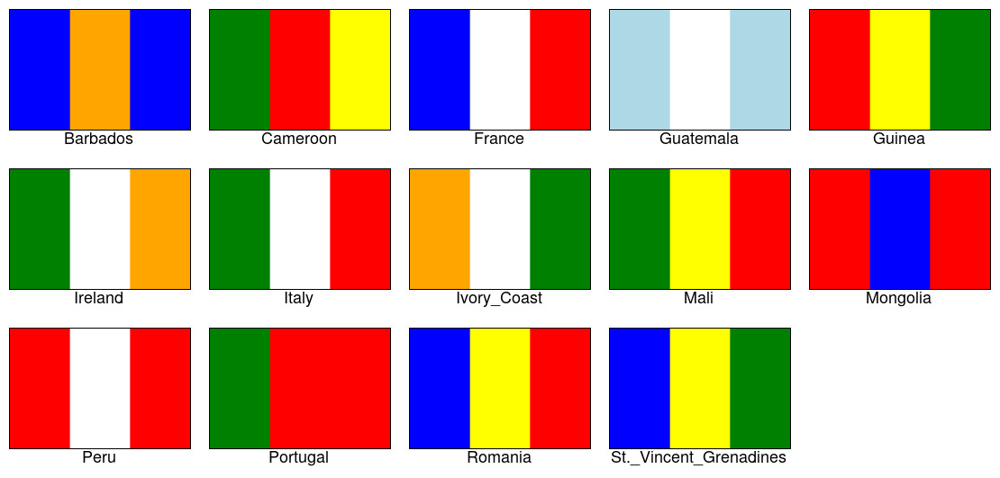 Barbados
Cameroon
France
Guatemala
Guinea
Ireland
Italy
Ivory_Coast
Mali
Mongolia
Peru
Portugal
Romania
St._Vincent_Grenadines